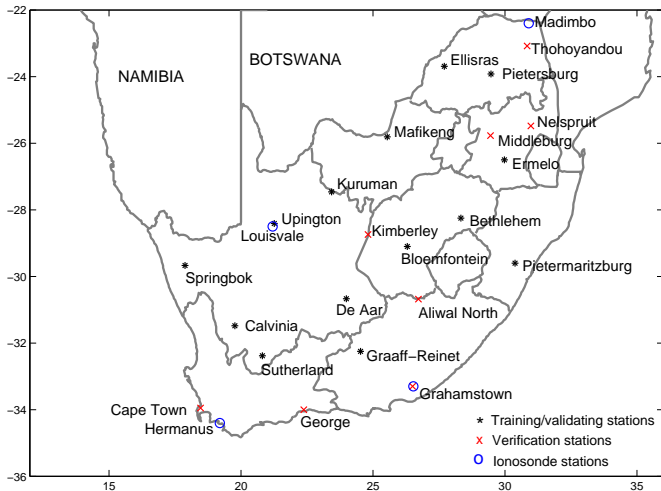 −22
Madimbo
Thohoyandou
NAMIBIA
BOTSWANA
Ellisras
−24
Pietersburg
Nelspruit
Mafikeng
Middleburg
−26
Ermelo
Kuruman
−28
Upington
Louisvale
Kimberley
Bethlehem
Bloemfontein
−30
Springbok
Pietermaritzburg
De Aar
Aliwal North
Calvinia
−32
Graaff−Reinet
Sutherland
Grahamstown
−34
Cape Town
Hermanus
George
Training/validating stations
Verification stations
Ionosonde stations
−36
15
20
25
30
35